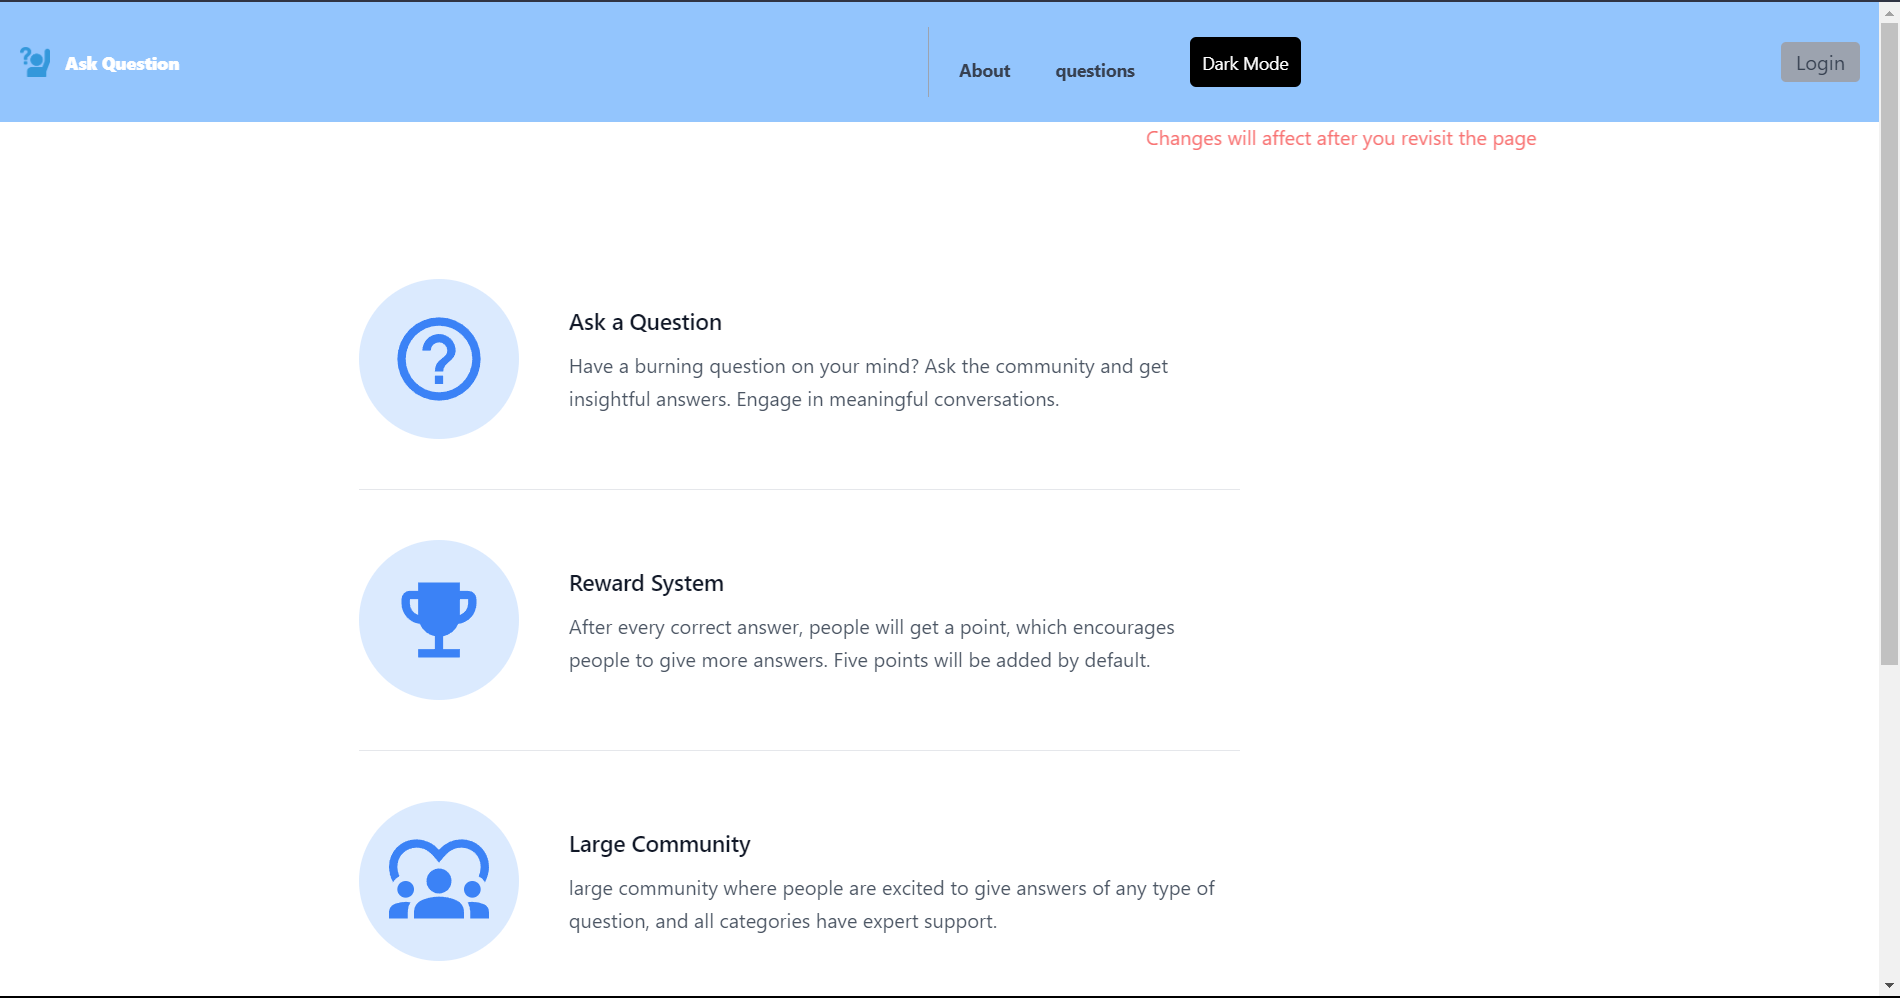 Ask Question
About
questions
Dark Mode
Login
Changes will affect after you revisit the page
Ask a Question
Have a burning question on your mind? Ask the community and get
insightful answers. Engage in meaningful conversations.
Reward System
After every correct answer, people will get a point, which encourages
people to give more answers. Five points will be added by default.
Large Community
large community where people are excited to give answers of any type of
question, and all categories have expert support.